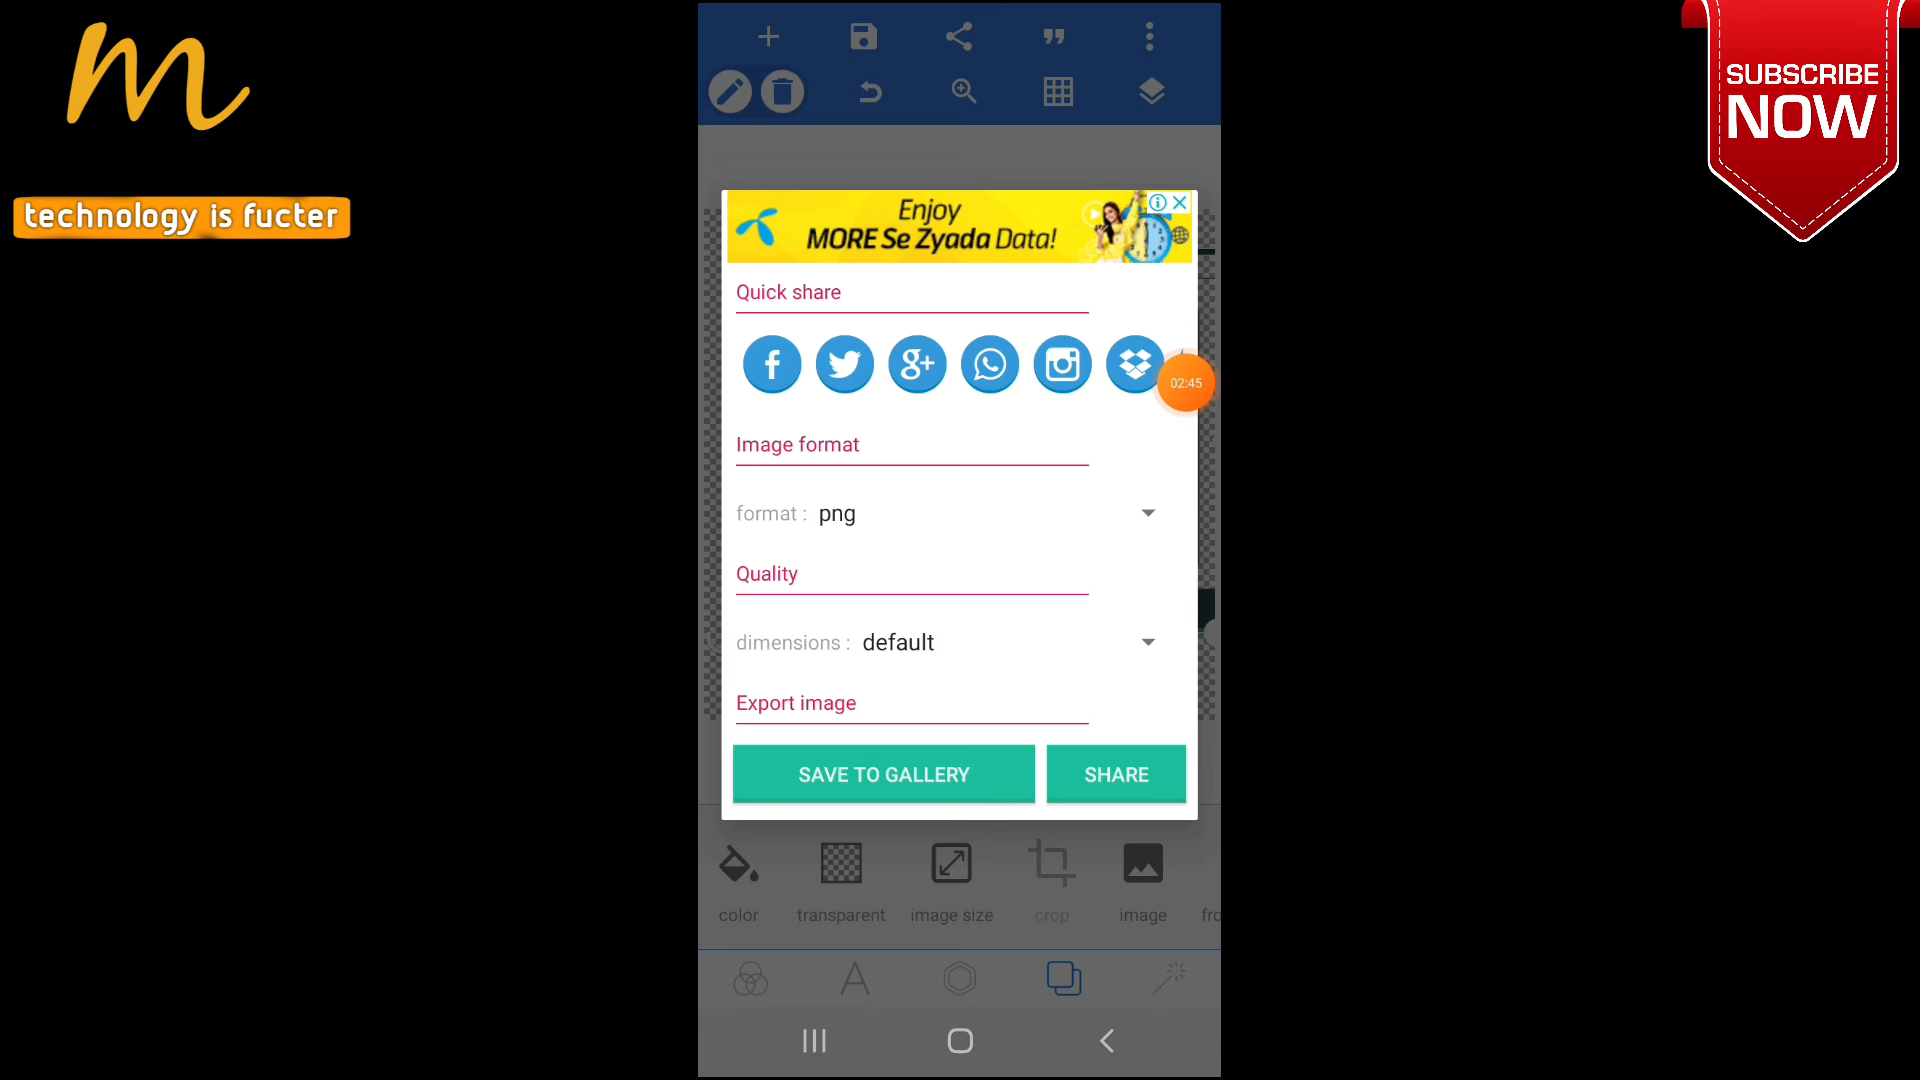 m
technology is fucter
SUBSCRIBE
NOW
Enjoy
MORE Se Zyada Data!
Quick share
02:45
Image format
format : png
Quality
dimensions : default
Export image
SAVE TO GALLERY
SHARE
color
transparent
image size
crop
image
fro